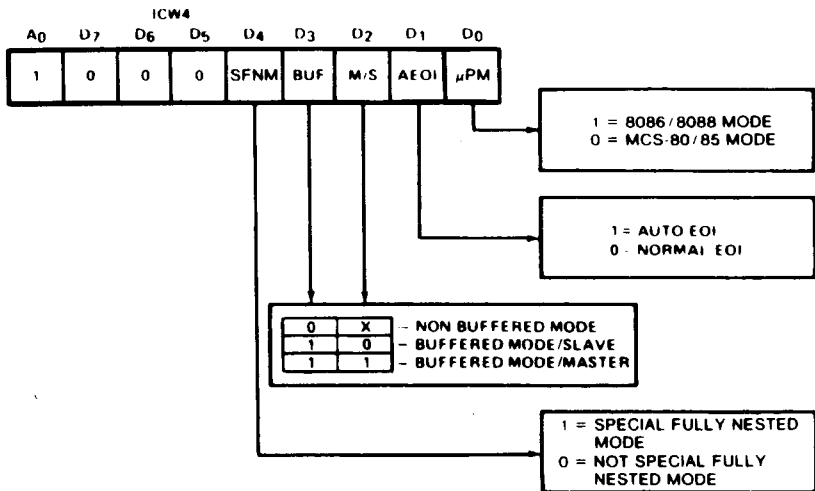 ICW4
A0 D7 D6 D5 D4 D3 D2 D1 D0
1 0 0 0 SFNM BUF M/S AEOI µPM
1 = 8086/8088 MODE
0 = MCS-80/85 MODE
1 = AUTO EOI
0 - NORMAL EOI
0 X - NON BUFFERED MODE
1 0 - BUFFERED MODE/SLAVE
1 1 - BUFFERED MODE/MASTER
1 = SPECIAL FULLY NESTED
MODE
0 = NOT SPECIAL FULLY
NESTED MODE